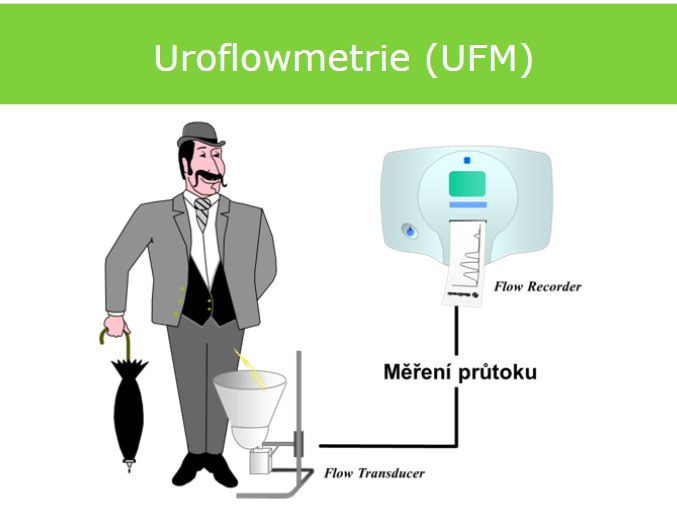 Uroflowmetrie (UFM)
Flow Recorder
Měření průtoku
Flow Transducer